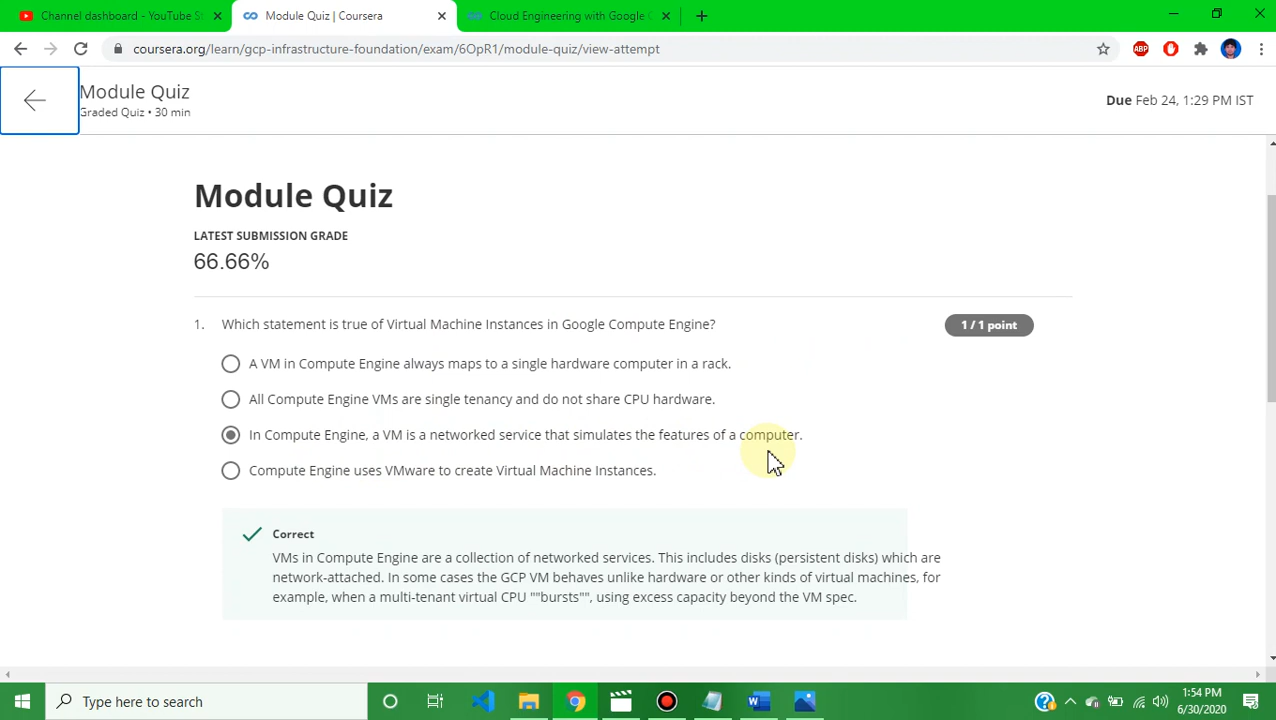 Channel dashboard - YouTube St
Module Quiz | Coursera
Cloud Engineering with Google C
coursera.org/learn/gcp-infrastructure-foundation/exam/6OpR1/module-quiz/view-attempt
ABP
Module Quiz
Graded Quiz • 30 min
Due Feb 24, 1:29 PM IST
Module Quiz
LATEST SUBMISSION GRADE
66.66%
1. Which statement is true of Virtual Machine Instances in Google Compute Engine?
1 / 1 point
A VM in Compute Engine always maps to a single hardware computer in a rack.
All Compute Engine VMs are single tenancy and do not share CPU hardware.
In Compute Engine, a VM is a networked service that simulates the features of a computer.
Compute Engine uses VMware to create Virtual Machine Instances.
Correct
VMs in Compute Engine are a collection of networked services. This includes disks (persistent disks) which are
network-attached. In some cases the GCP VM behaves unlike hardware or other kinds of virtual machines, for
example, when a multi-tenant virtual CPU ""bursts"", using excess capacity beyond the VM spec.
Type here to search
1:54 PM
6/30/2020